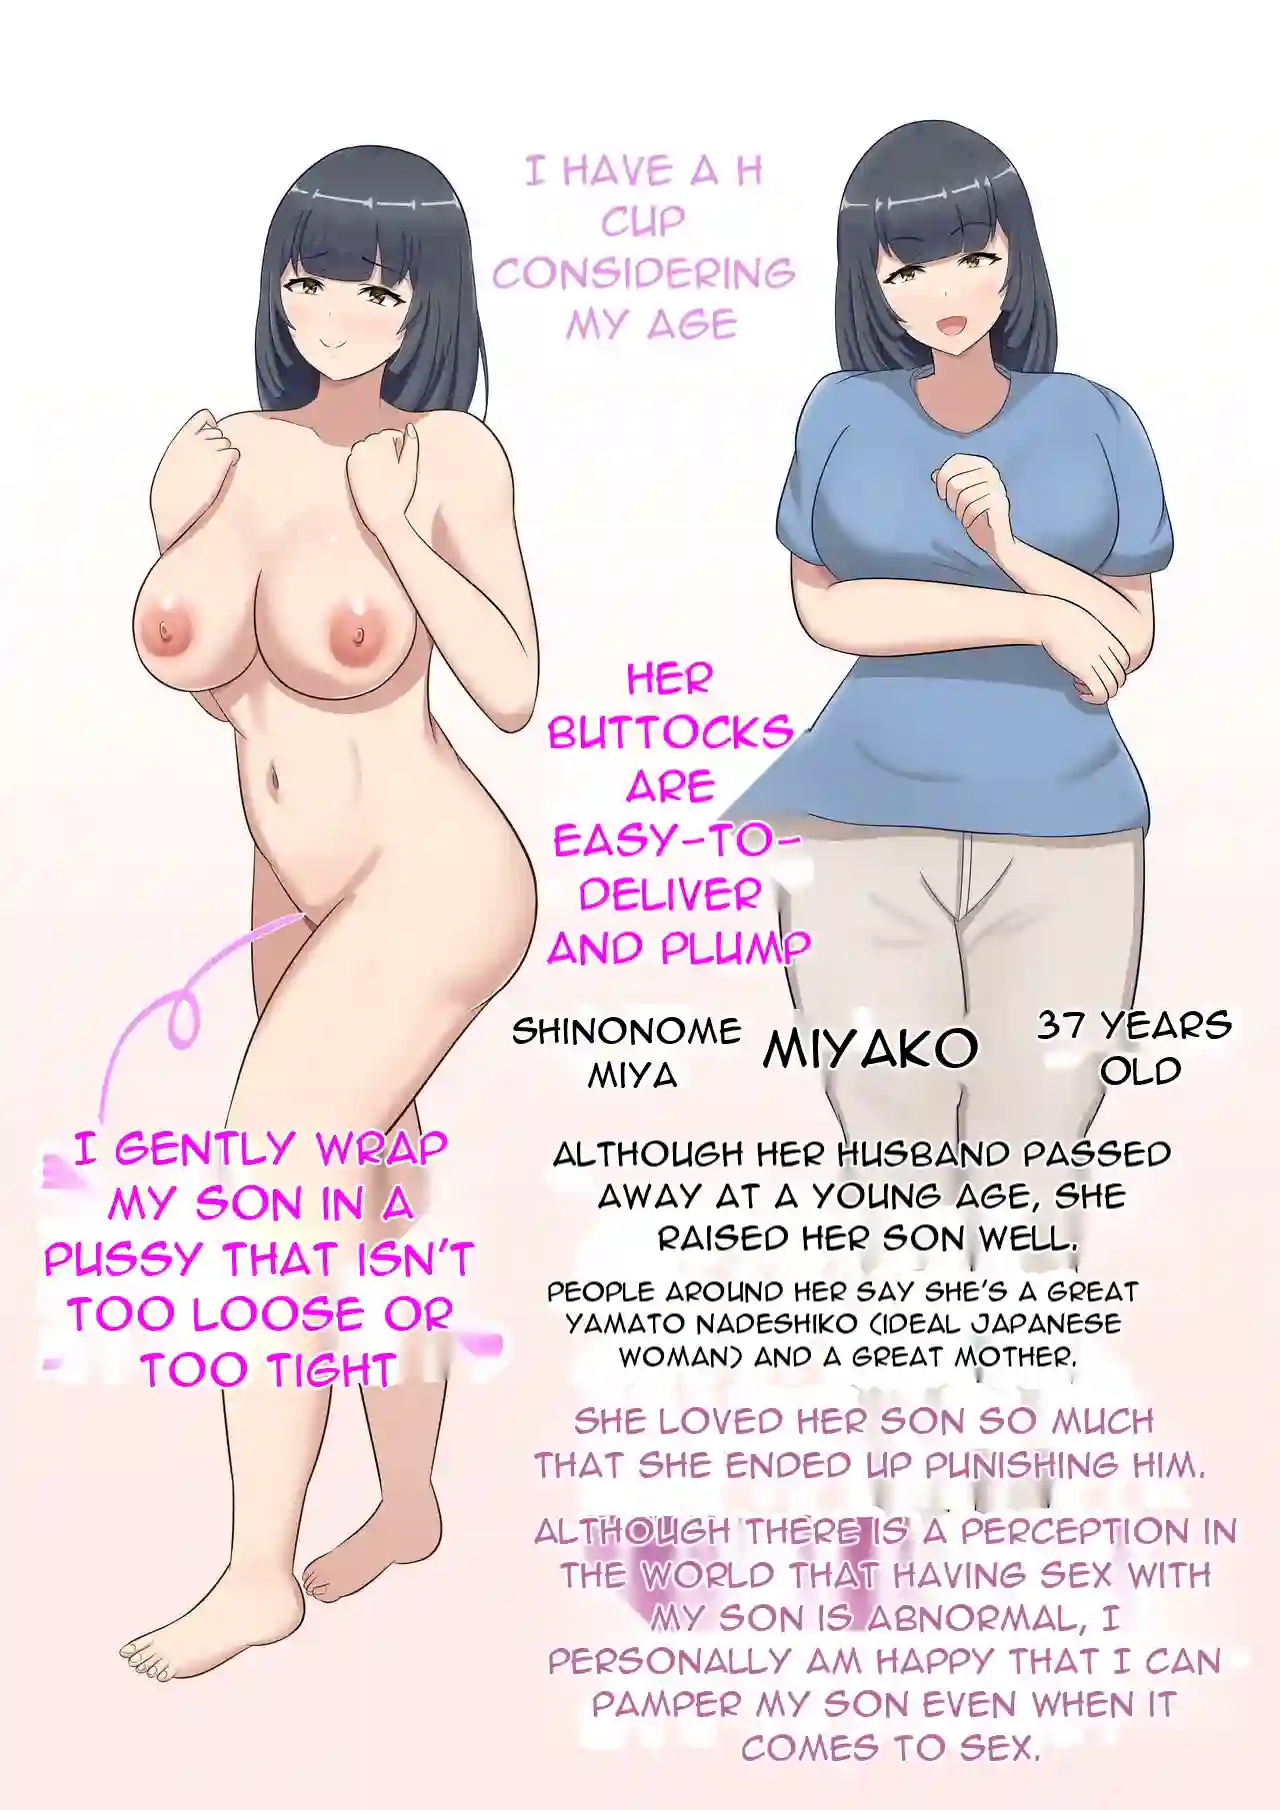 I HAVE A H
CUP
CONSIDERING
MY AGE
HER
BUTTOCKS
ARE
EASY-TO-
DELIVER
AND PLUMP
SHINONOME
MIYA
MIYAKO
37 YEARS
OLD
I GENTLY WRAP
MY SON IN A
PUSSY THAT ISN'T
TOO LOOSE OR
TOO TIGHT
ALTHOUGH HER HUSBAND PASSED
AWAY AT A YOUNG AGE, SHE
RAISED HER SON WELL.
PEOPLE AROUND HER SAY SHE'S A GREAT
YAMATO NADESHIKO (IDEAL JAPANESE
WOMAN) AND A GREAT MOTHER.
SHE LOVED HER SON SO MUCH
THAT SHE ENDED UP PUNISHING HIM.
ALTHOUGH THERE IS A PERCEPTION IN
THE WORLD THAT HAVING SEX WITH
MY SON IS ABNORMAL, I
PERSONALLY AM HAPPY THAT I CAN
PAMPER MY SON EVEN WHEN IT
COMES TO SEX.